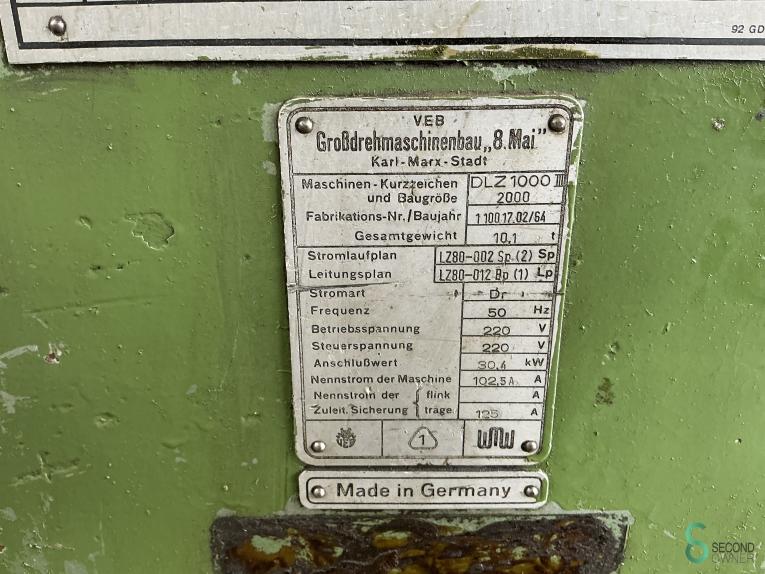 92 GD
VEB
Großdrehmaschinenbau „8. Mai"
Karl-Marx-Stadt
Maschinen-Kurzzeichen DLZ 1000 III
und Baugröße 2000
Fabrikations-Nr./Baujahr 1 100 17.02/64
Gesamtgewicht 10,1 t
Stromlaufplan LZ80-002 Sp (2) Sp
Leitungsplan LZ80-012 Bp (1) Lp
Stromart Dr
Frequenz 50 Hz
Betriebsspannung 220 V
Steuerspannung 220 V
Anschlußwert 30,4 kW
Nennstrom der Maschine 102,5A A
Nennstrom der flink A
Zuleit. Sicherung träge 125 A
1 WMW
Made in Germany
SECOND
OWNER